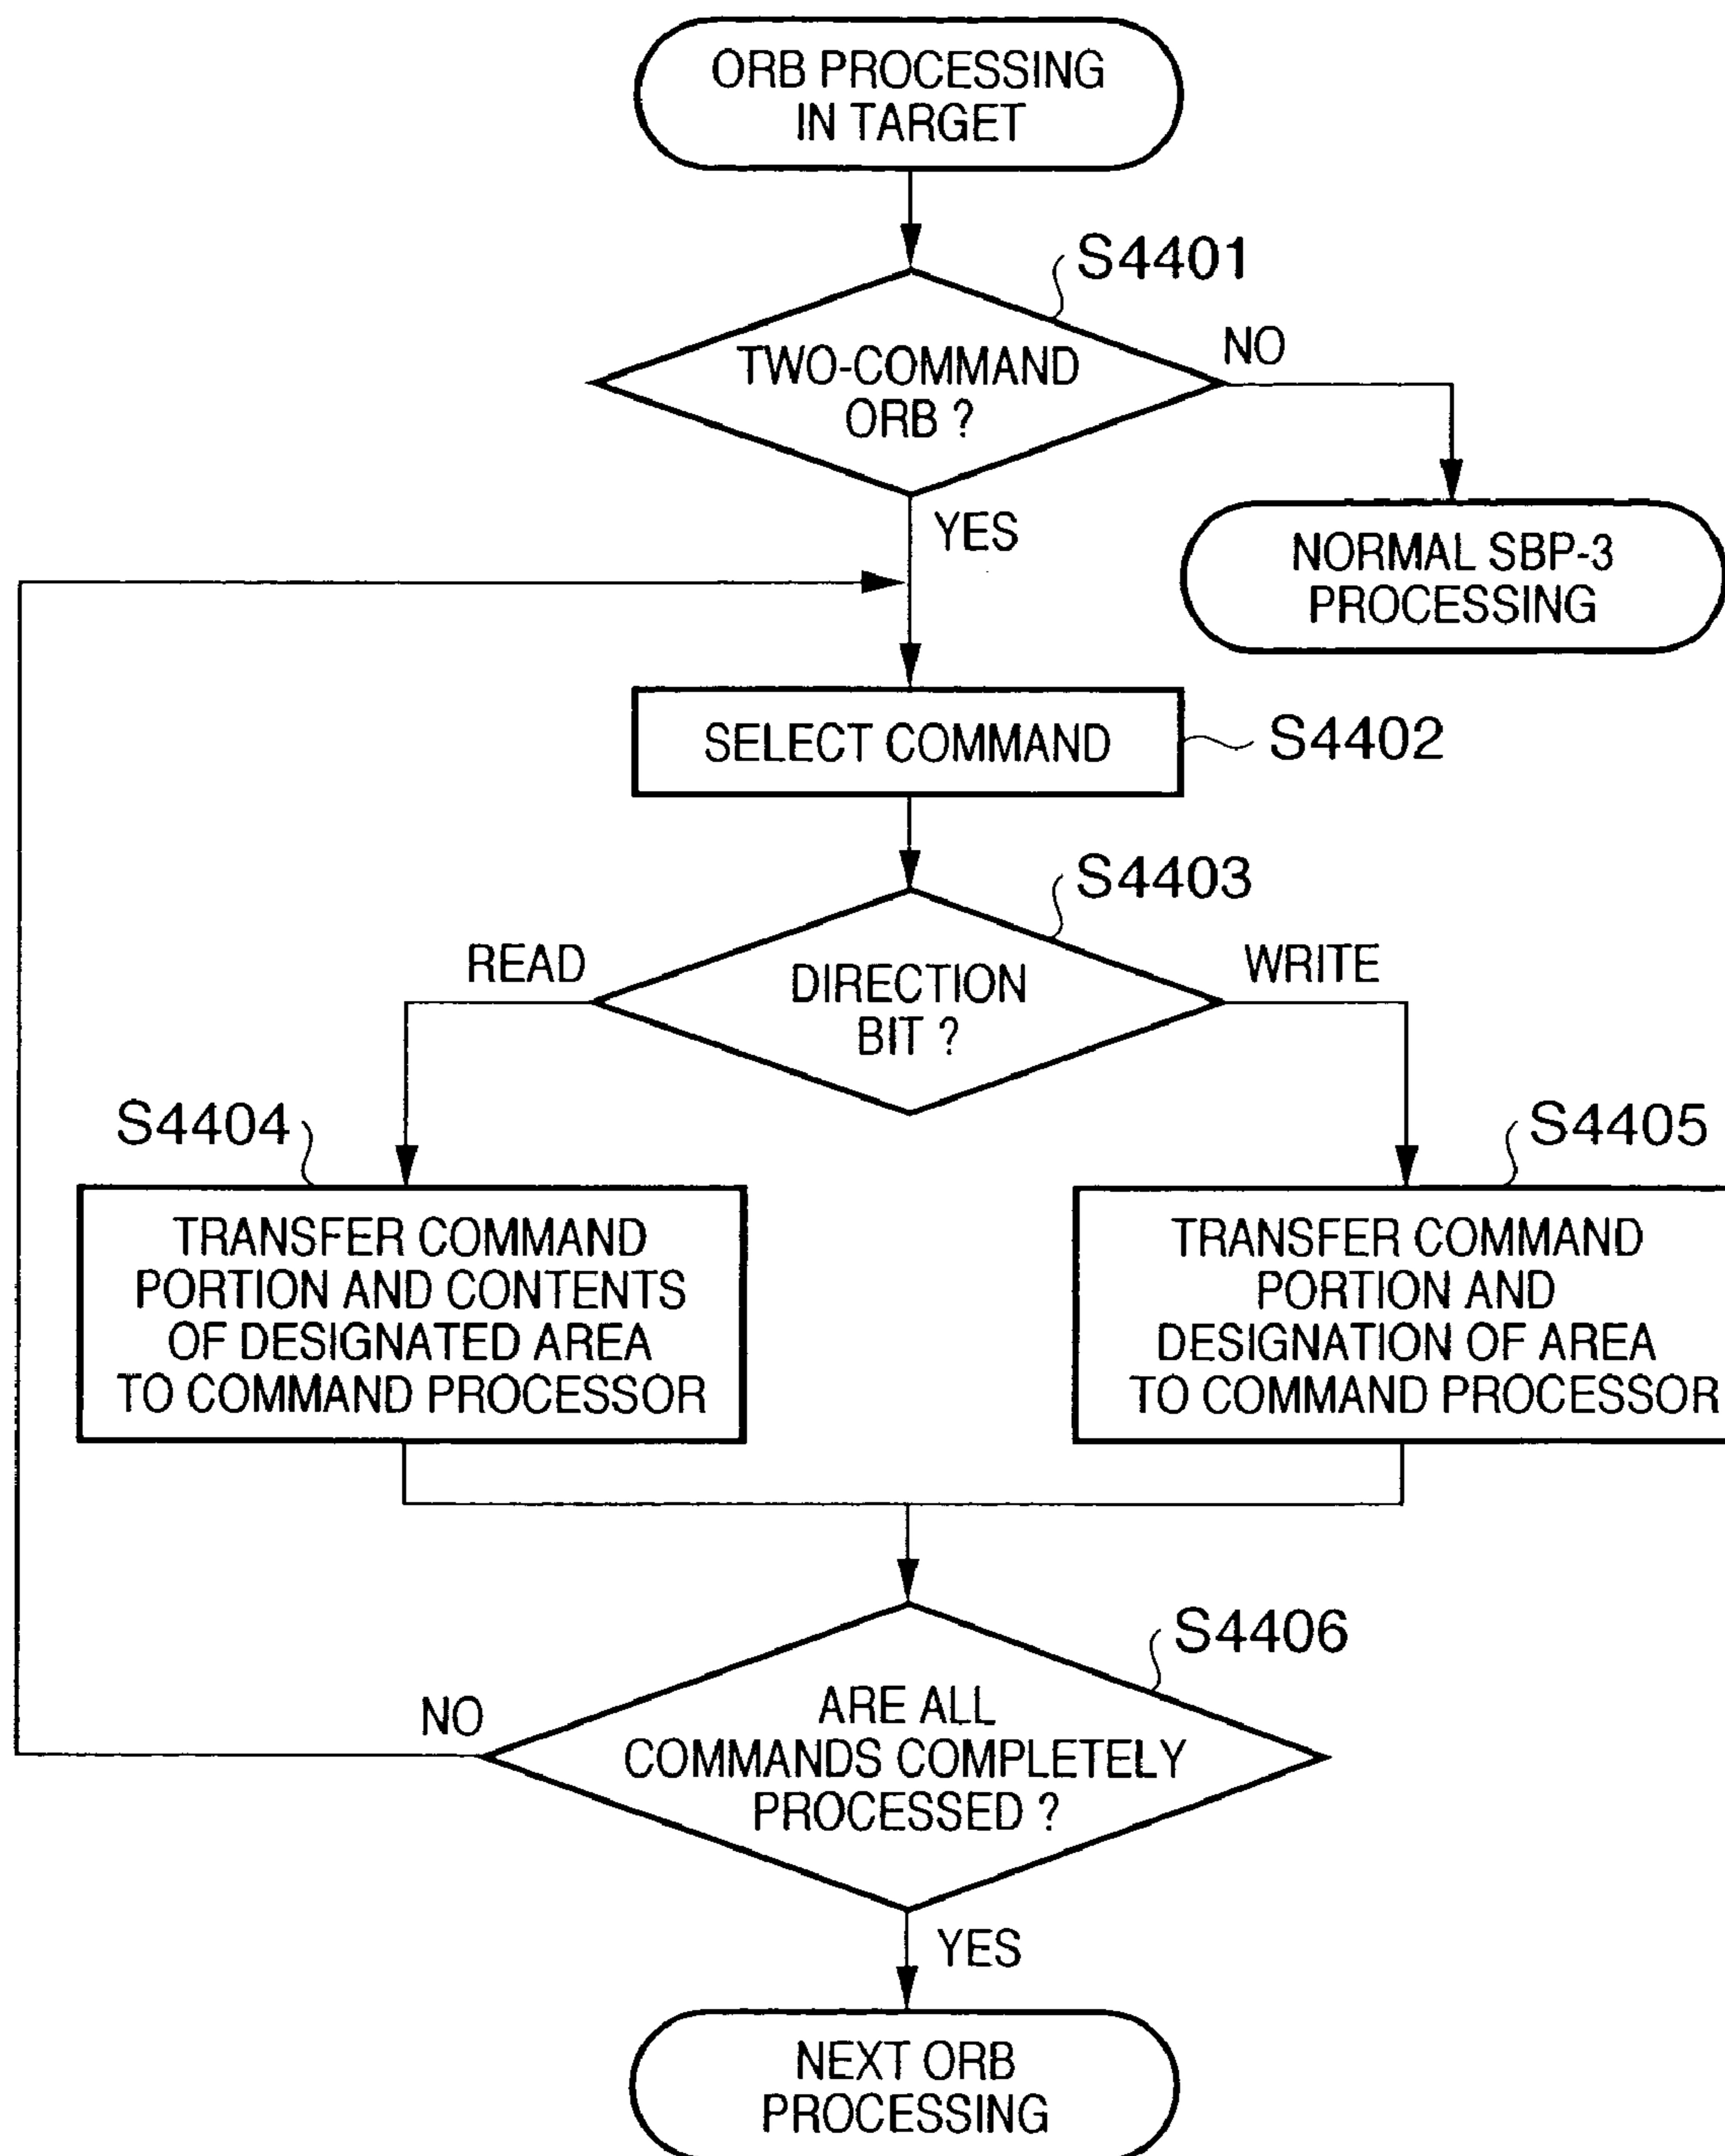 ORB PROCESSING
IN TARGET
S4401
TWO-COMMAND
ORB ?
NO
YES
NORMAL SBP-3
PROCESSING
SELECT COMMAND
S4402
S4403
READ
DIRECTION
BIT ?
WRITE
S4404
S4405
TRANSFER COMMAND
PORTION AND CONTENTS
OF DESIGNATED AREA
TO COMMAND PROCESSOR
TRANSFER COMMAND
PORTION AND
DESIGNATION OF AREA
TO COMMAND PROCESSOR
S4406
NO
ARE ALL
COMMANDS COMPLETELY
PROCESSED ?
YES
NEXT ORB
PROCESSING